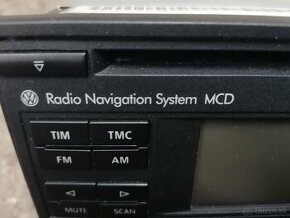 Radio Navigation System MCD
TIM TMC
FM AM
MUTE SCAN